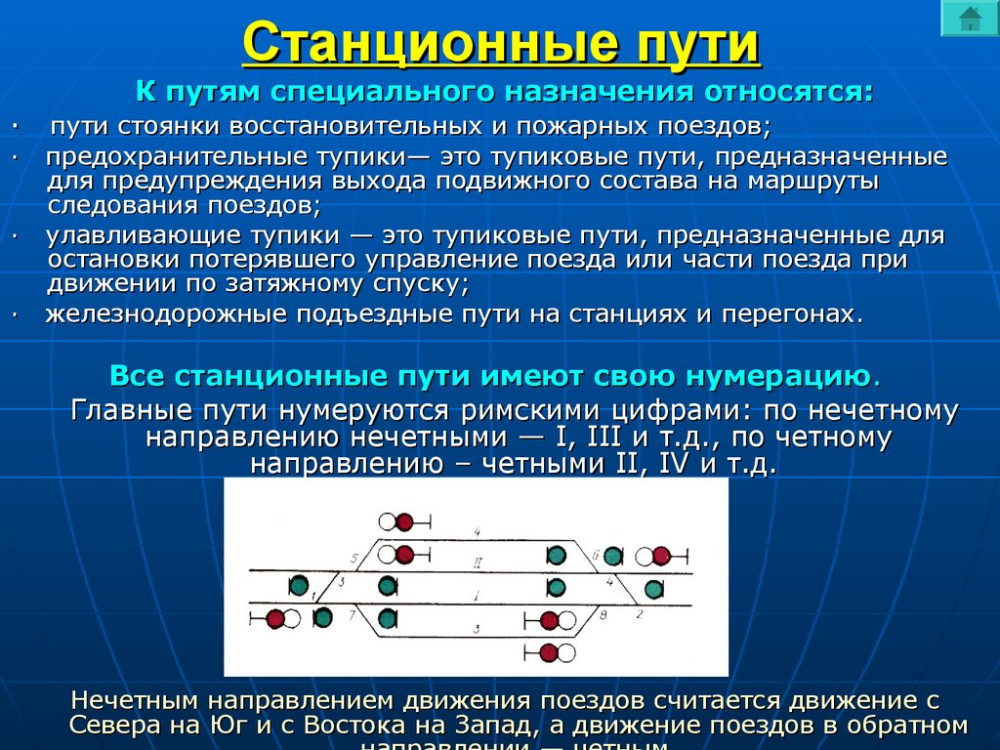 Станционные пути
К путям специального назначения относятся:
· пути стоянки восстановительных и пожарных поездов;
· предохранительные тупики— это тупиковые пути, предназначенные
для предупреждения выхода подвижного состава на маршруты
следования поездов;
· улавливающие тупики — это тупиковые пути, предназначенные для
остановки потерявшего управление поезда или части поезда при
движении по затяжному спуску;
· железнодорожные подъездные пути на станциях и перегонах.
Все станционные пути имеют свою нумерацию.
Главные пути нумеруются римскими цифрами: по нечетному
направлению нечетными — I, III и т.д., по четному
направлению – четными II, IV и т.д.
4
5 II 6
3 4
1 I
7 8 2
3
Нечетным направлением движения поездов считается движение с
Севера на Юг и с Востока на Запад, а движение поездов в обратном
направлении — четным